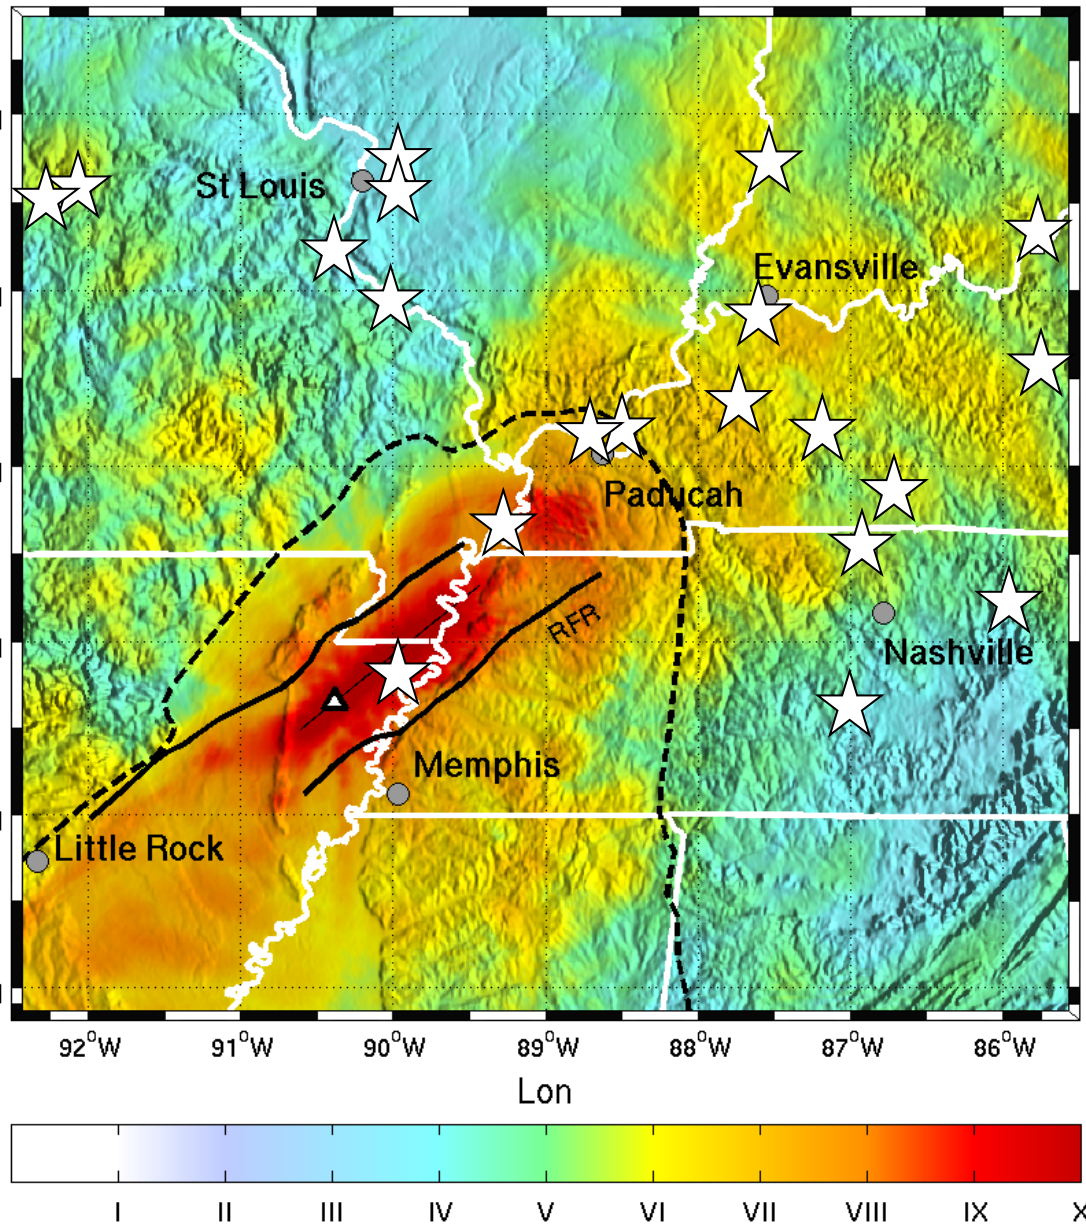 St Louis
Evansville
Paducah
RFR
Nashville
Memphis
Little Rock
92°W 91°W 90°W 89°W 88°W 87°W 86°W
Lon
I II III IV V VI VII VIII IX X